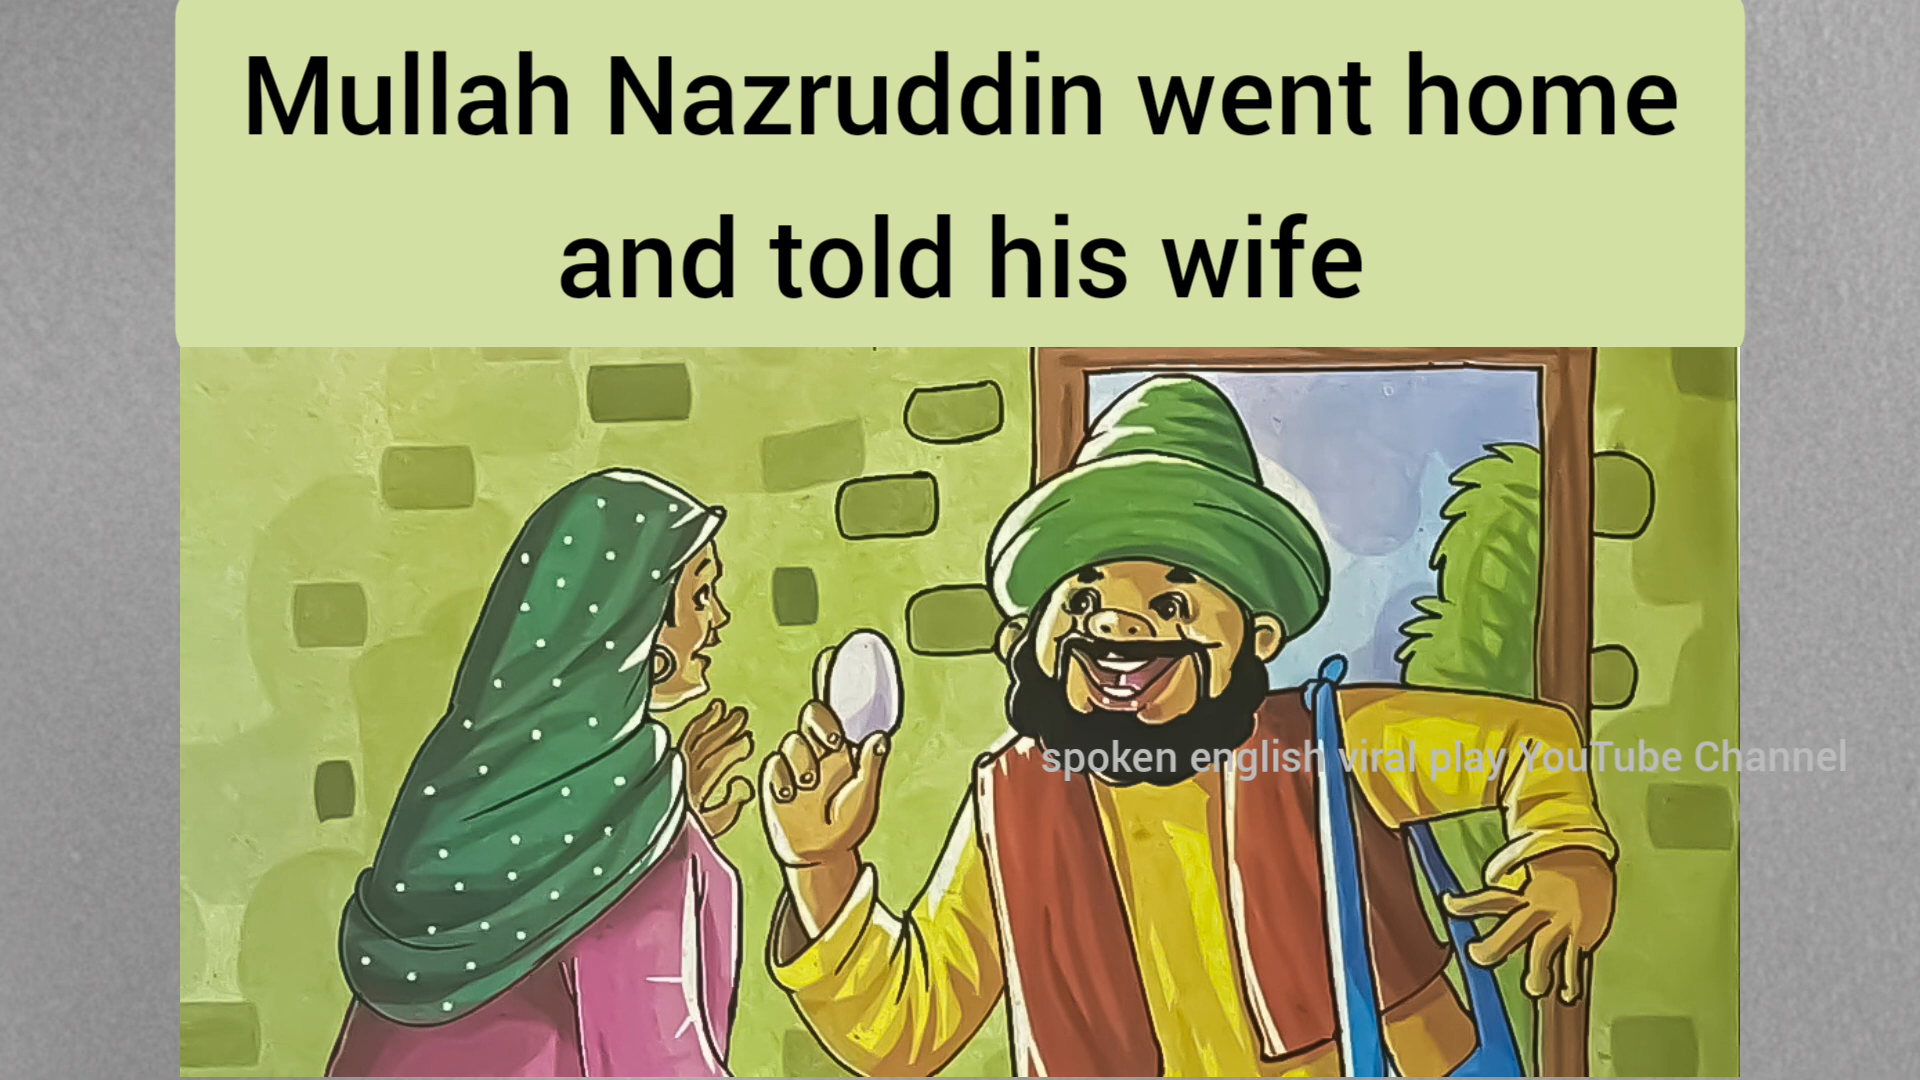 Mullah Nazruddin went home
and told his wife
spoken english viral play YouTube Channel